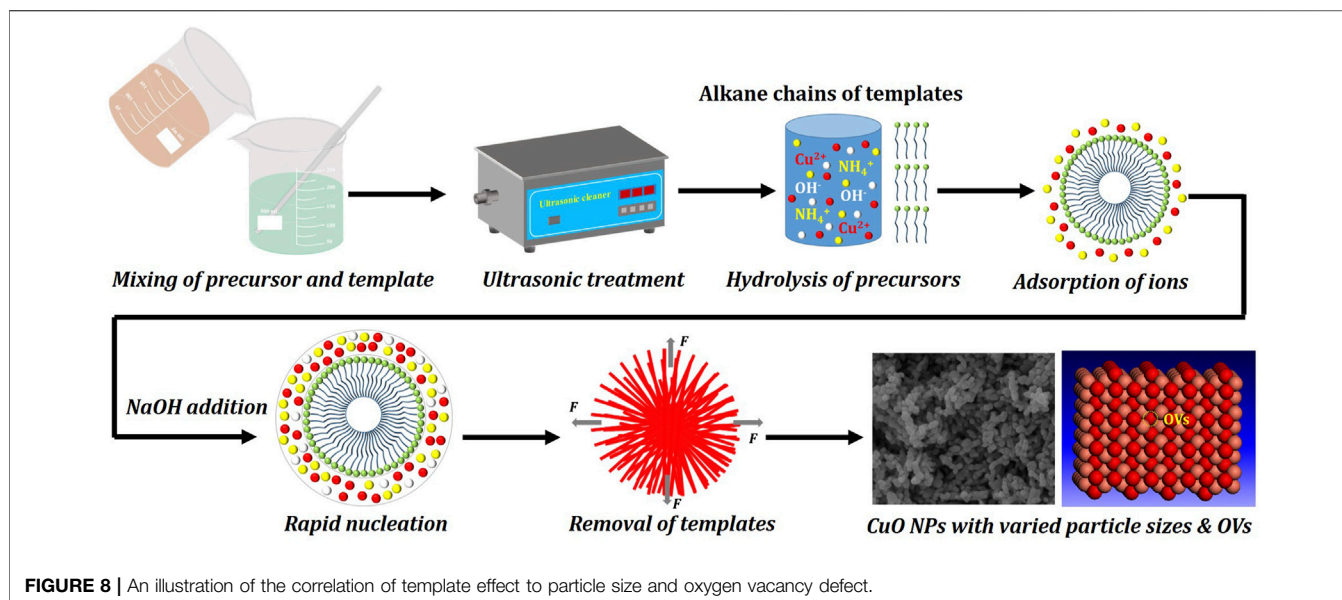 Alkane chains of templates
Ultrasonic cleaner
Cu²⁺
NH₄⁺
OH⁻
OH⁻
NH₄⁺
Cu²⁺
Mixing of precursor and template
Ultrasonic treatment
Hydrolysis of precursors
Adsorption of ions
NaOH addition
F
F
F
F
OVs
Rapid nucleation
Removal of templates
CuO NPs with varied particle sizes & OVs
FIGURE 8 | An illustration of the correlation of template effect to particle size and oxygen vacancy defect.